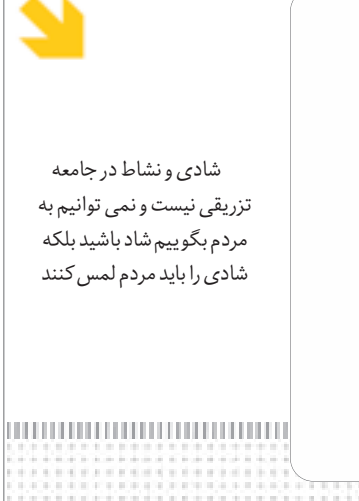 شادی و نشاط در جامعه
تزریقی نیست و نمی توانیم به
مردم بگوییم شاد باشید بلکه
شادی را باید مردم لمس کنند